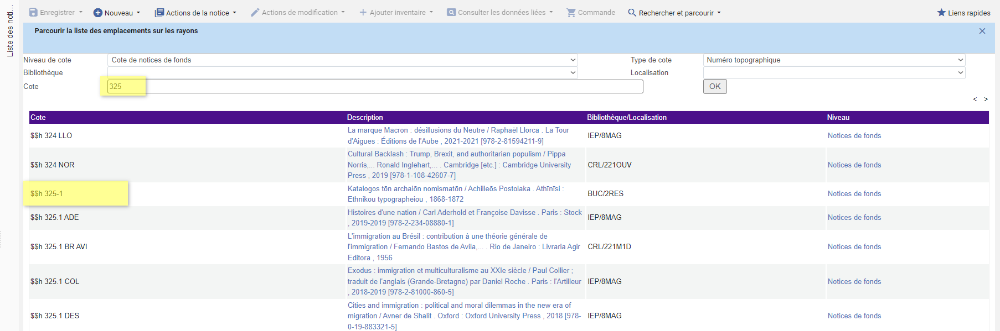 Liste des noti...
Enregistrer Nouveau Actions de la notice Actions de modification Ajouter inventaire Consulter les données liées Commande Rechercher et parcourir Liens rapides
Parcourir la liste des emplacements sur les rayons
Niveau de cote Cote de notices de fonds Type de cote Numéro topographique
Bibliothèque Localisation
Cote 325 OK
< >
Cote Description Bibliothèque/Localisation Niveau
$$h 324 LLO
La marque Macron : désillusions du Neutre / Raphaël Llorca . La Tour
d'Aigues : Éditions de l'Aube , 2021-2021 [978-2-81594211-9]
IEP/8MAG Notices de fonds
$$h 324 NOR
Cultural Backlash : Trump, Brexit, and authoritarian populism / Pippa
Norris,... Ronald Inglehart,... . Cambridge [etc.] : Cambridge University
Press , 2019 [978-1-108-42607-7]
CRL/221OUV Notices de fonds
$$h 325-1
Katalogos tōn archaiōn nomismatōn / Achilleōs Postolaka . Athīnīsi :
Ethnikou typographeiou , 1868-1872
BUC/2RES Notices de fonds
$$h 325.1 ADE
Histoires d'une nation / Carl Aderhold et Françoise Davisse . Paris : Stock
, 2019-2019 [978-2-234-08880-1]
IEP/8MAG Notices de fonds
$$h 325.1 BR AVI
L'immigration au Brésil : contribution à une théorie générale de
l'immigration / Fernando Bastos de Avila,... . Rio de Janeiro : Livraria Agir
Editora , 1956
CRL/221M1D Notices de fonds
$$h 325.1 COL
Exodus : immigration et multiculturalisme au XXIe siècle / Paul Collier ;
traduit de l'anglais (Grande-Bretagne) par Daniel Roche . Paris : l'Artilleur
, 2018-2019 [978-2-81000-860-5]
IEP/8MAG Notices de fonds
$$h 325.1 DES
Cities and immigration : political and moral dilemmas in the new era of
migration / Avner de Shalit . Oxford : Oxford University Press , 2018 [978-
0-19-883321-5]
IEP/8MAG Notices de fonds